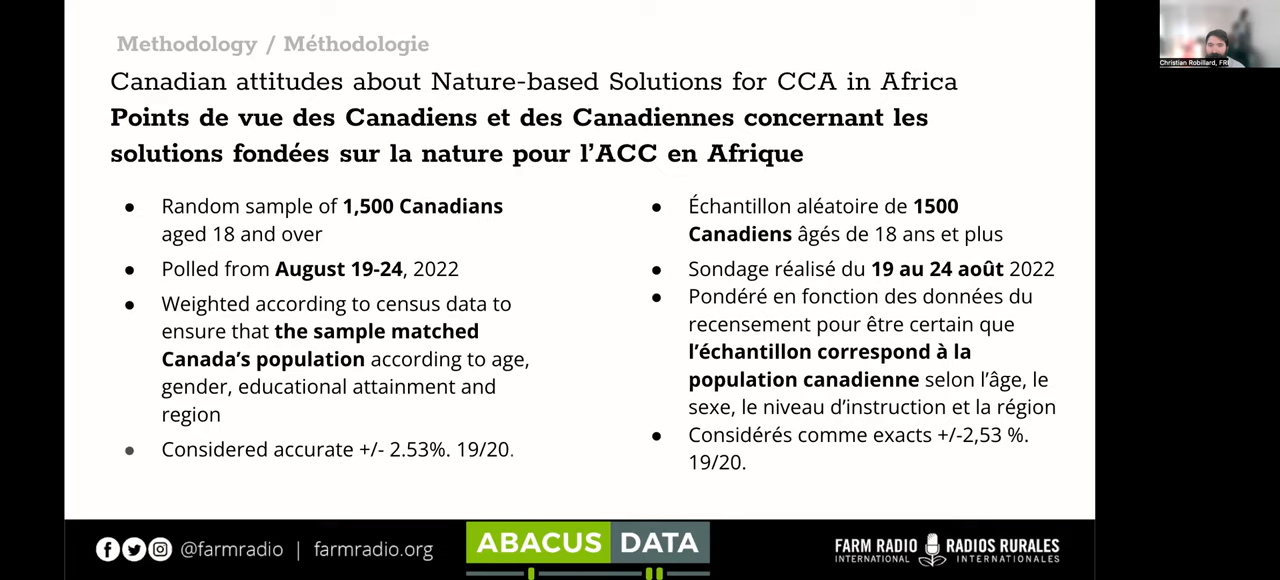 Methodology / Méthodologie
Canadian attitudes about Nature-based Solutions for CCA in Africa
Points de vue des Canadiens et des Canadiennes concernant les
solutions fondées sur la nature pour l'ACC en Afrique
● Random sample of 1,500 Canadians
aged 18 and over
● Polled from August 19-24, 2022
● Weighted according to census data to
ensure that the sample matched
Canada's population according to age,
gender, educational attainment and
region
● Considered accurate +/- 2.53%. 19/20.
● Échantillon aléatoire de 1500
Canadiens âgés de 18 ans et plus
● Sondage réalisé du 19 au 24 août 2022
● Pondéré en fonction des données du
recensement pour être certain que
l'échantillon correspond à la
population canadienne selon l'âge, le
sexe, le niveau d'instruction et la région
● Considérés comme exacts +/-2,53 %.
19/20.
@farmradio | farmradio.org
ABACUS DATA
FARM RADIO INTERNATIONAL
RADIOS RURALES INTERNATIONALES
Christian Robillard, FRI